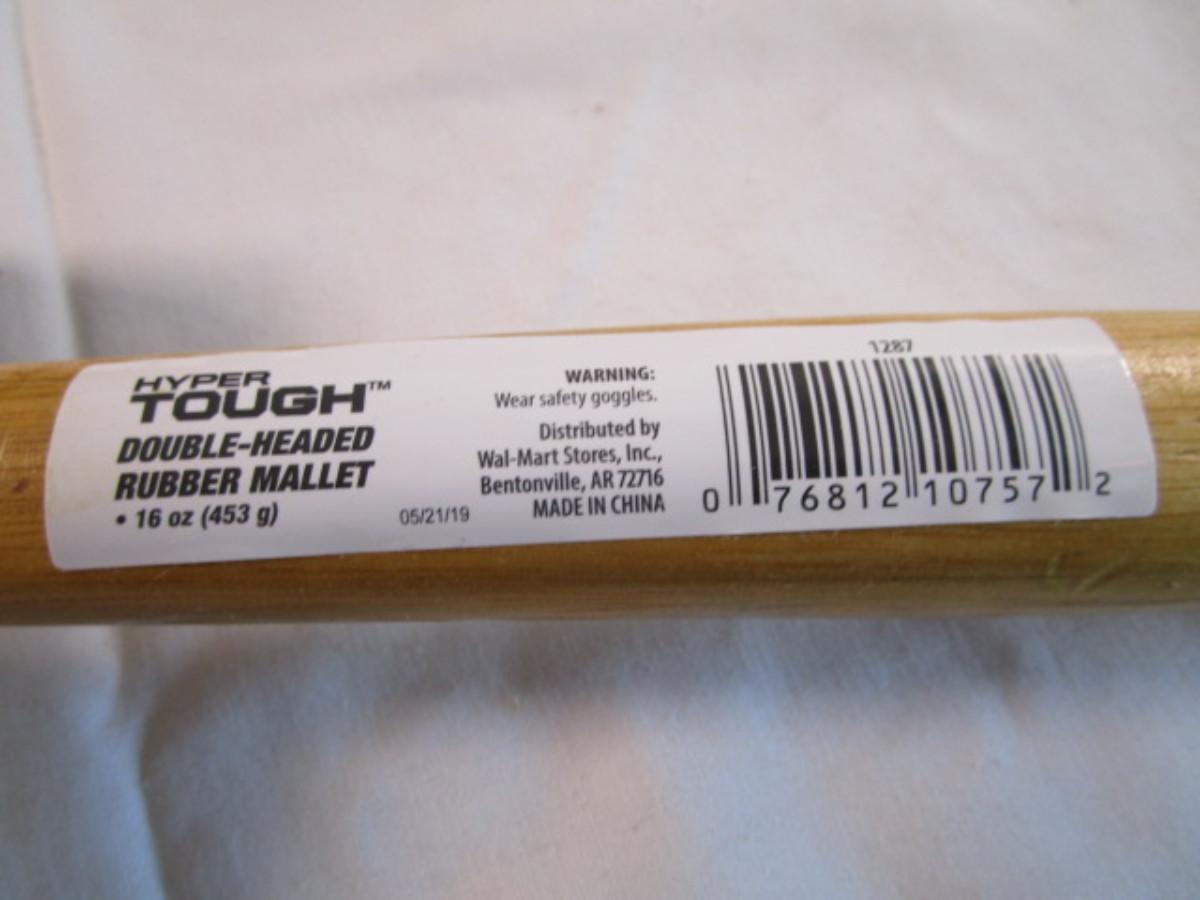 HYPER
TOUGH™
DOUBLE-HEADED
RUBBER MALLET
• 16 oz (453 g)
05/21/19
WARNING:
Wear safety goggles.
Distributed by
Wal-Mart Stores, Inc.,
Bentonville, AR 72716
MADE IN CHINA
1287
0 76812 10757 2